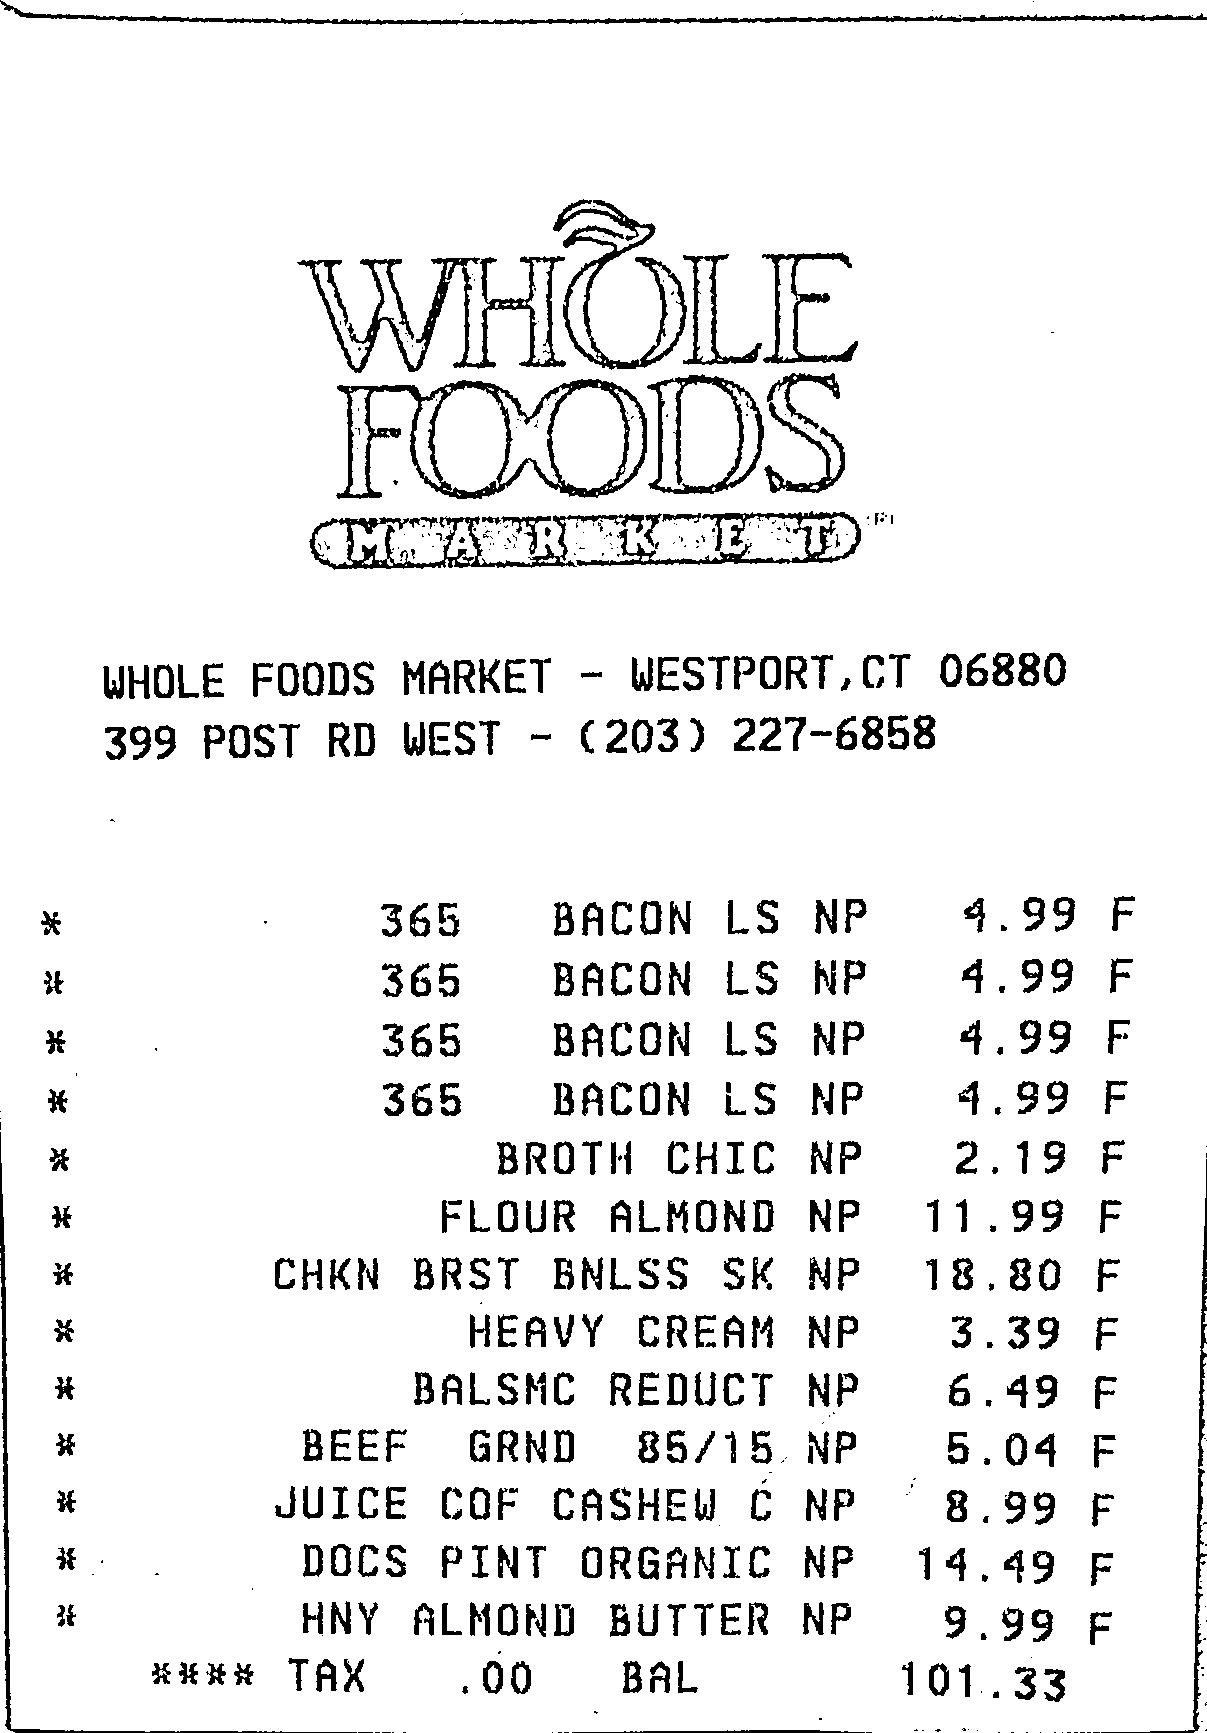 WHOLE
FOODS
MARKET
WHOLE FOODS MARKET - WESTPORT,CT 06880
399 POST RD WEST - (203) 227-6858
* 365 BACON LS NP 4.99 F
* 365 BACON LS NP 4.99 F
* 365 BACON LS NP 4.99 F
* 365 BACON LS NP 4.99 F
* BROTH CHIC NP 2.19 F
* FLOUR ALMOND NP 11.99 F
* CHKN BRST BNLSS SK NP 18.80 F
* HEAVY CREAM NP 3.39 F
* BALSMC REDUCT NP 6.49 F
* BEEF GRND 85/15 NP 5.04 F
* JUICE COF CASHEW C NP 8.99 F
* DOCS PINT ORGANIC NP 14.49 F
* HNY ALMOND BUTTER NP 9.99 F
**** TAX .00 BAL 101.33